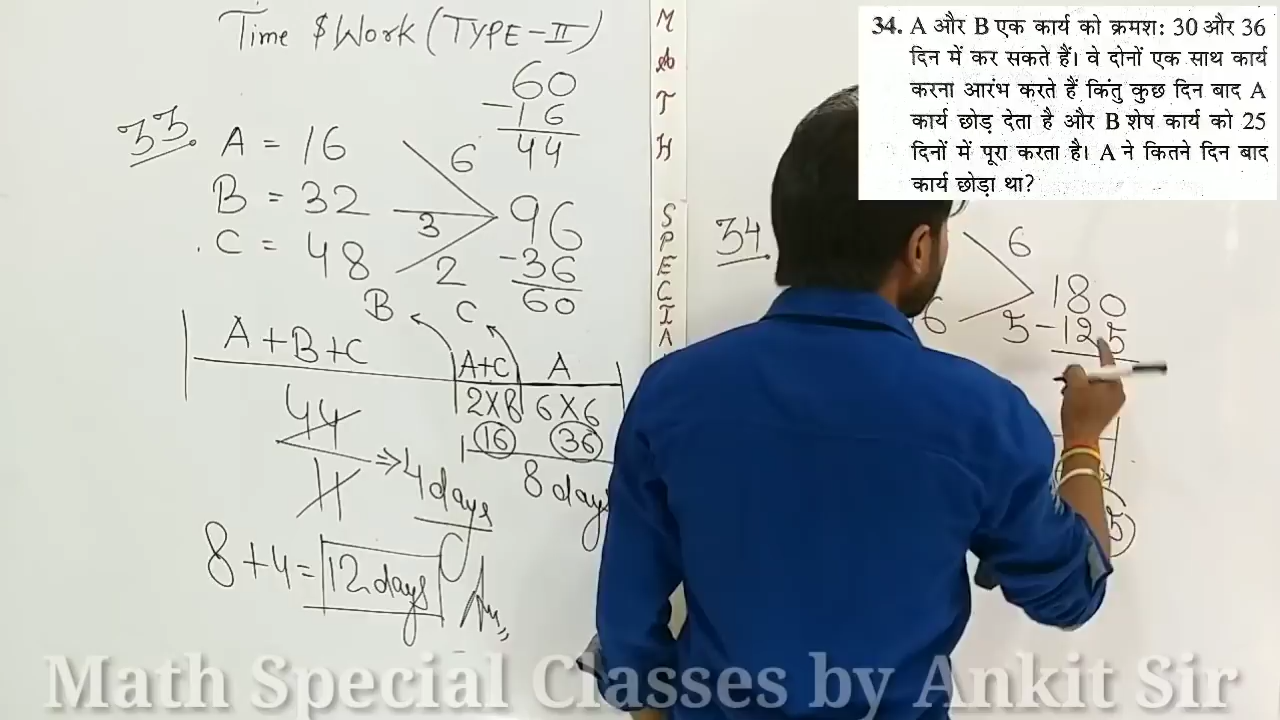 Time $ Work (TYPE-II)
33.
A = 16
B = 32
C = 48
6
3
2
60
-16
44
96
-36
60
B C
A+B+C
A+C
A
2×8
6×6
16
36
44
11
⇒ 4 days
8 days
8+4 = 12 days Ans
M
A
T
H
S
P
E
C
I
A
34. A और B एक कार्य को क्रमशः 30 और 36
दिन में कर सकते हैं। वे दोनों एक साथ कार्य
करना आरंभ करते हैं किंतु कुछ दिन बाद A
कार्य छोड़ देता है और B शेष कार्य को 25
दिनों में पूरा करता है। A ने कितने दिन बाद
कार्य छोड़ा था?
34.
6
6
5
180
-125
5
Math Special Classes by Ankit Sir